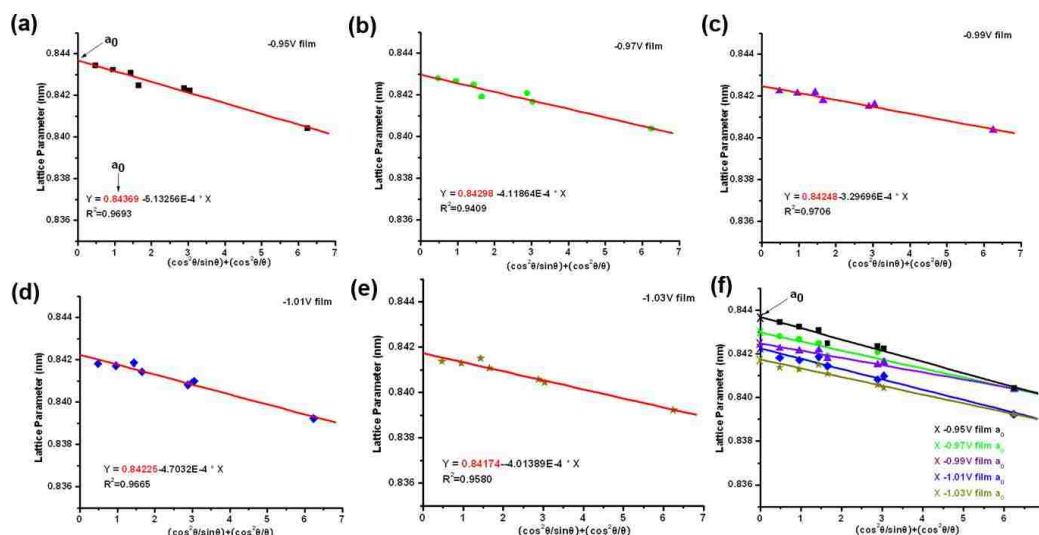 (a)
a₀
-0.95V film
Lattice Parameter (nm)
0.844
0.842
0.840
0.838
0.836
a₀
Y = 0.84369 -5.13256E-4 * X
R²=0.9693
0 1 2 3 4 5 6 7
(cos²θ/sinθ)+(cos²θ/θ)
(b)
-0.97V film
Lattice Parameter (nm)
0.844
0.842
0.840
0.838
0.836
Y = 0.84298 -4.11864E-4 * X
R²=0.9409
0 1 2 3 4 5 6 7
(cos²θ/sinθ)+(cos²θ/θ)
(c)
-0.99V film
Lattice Parameter (nm)
0.844
0.842
0.840
0.838
0.836
Y = 0.84248-3.29696E-4 * X
R²=0.9706
0 1 2 3 4 5 6 7
(cos²θ/sinθ)+(cos²θ/θ)
(d)
-1.01V film
Lattice Parameter (nm)
0.844
0.842
0.840
0.838
0.836
Y = 0.84225-4.7032E-4 * X
R²=0.9665
0 1 2 3 4 5 6 7
(cos²θ/sinθ)+(cos²θ/θ)
(e)
-1.03V film
Lattice Parameter (nm)
0.844
0.842
0.840
0.838
0.836
Y = 0.84174--4.01389E-4 * X
R²=0.9580
0 1 2 3 4 5 6 7
(cos²θ/sinθ)+(cos²θ/θ)
(f)
a₀
Lattice Parameter (nm)
0.844
0.842
0.840
0.838
0.836
X -0.95V film a₀
X -0.97V film a₀
X -0.99V film a₀
X -1.01V film a₀
X -1.03V film a₀
0 1 2 3 4 5 6
(cos²θ/sinθ)+(cos²θ/θ)